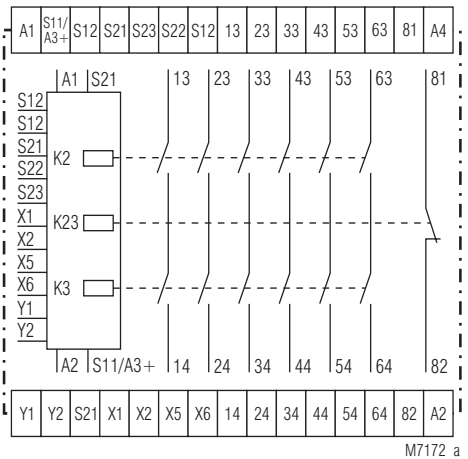 A1 S11/A3+ S12 S21 S23 S22 S12 13 23 33 43 53 63 81 A4
A1 S21 13 23 33 43 53 63 81
S12
S12
S21
K2
S22
S23
X1
K23
X2
X5
X6
K3
Y1
Y2
A2 S11/A3+ 14 24 34 44 54 64 82
Y1 Y2 S21 X1 X2 X5 X6 14 24 34 44 54 64 82 A2
M7172_a